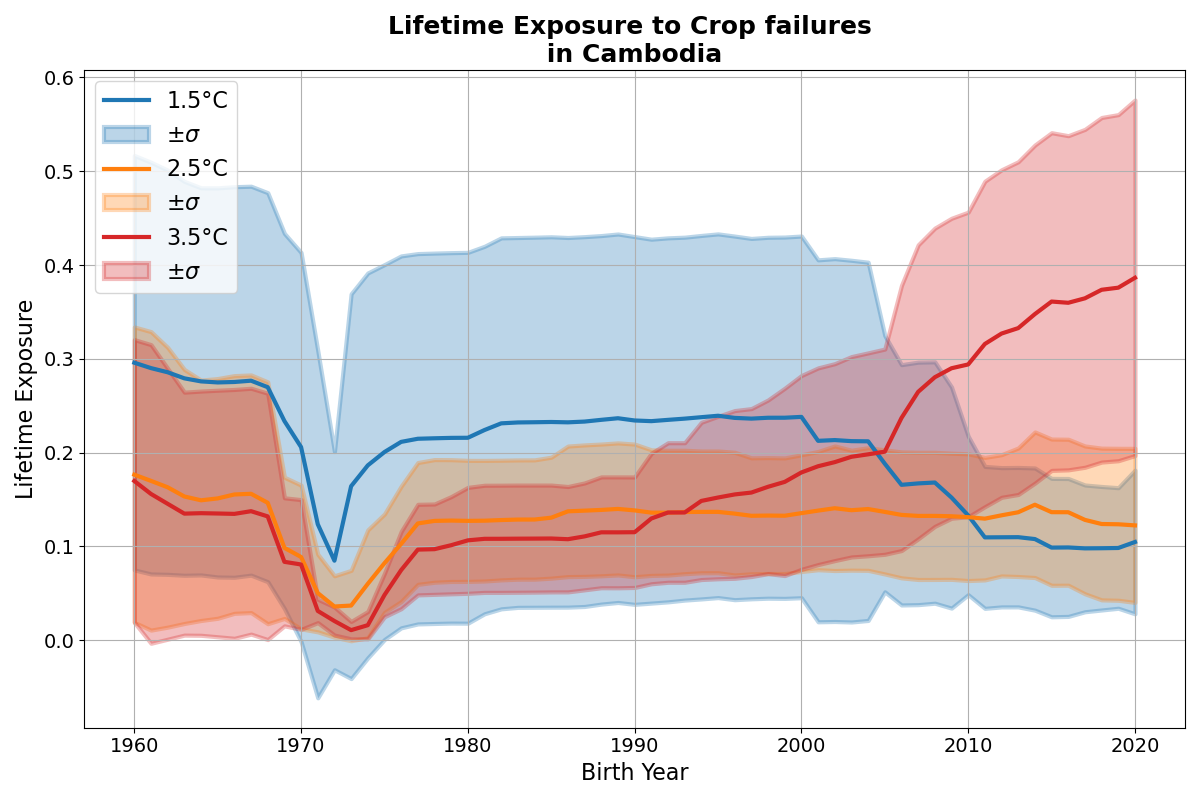 Lifetime Exposure to Crop failures
in Cambodia
0.6
0.5
0.4
0.3
0.2
0.1
0.0
Lifetime Exposure
1.5°C
±σ
2.5°C
±σ
3.5°C
±σ
1960 1970 1980 1990 2000 2010 2020
Birth Year